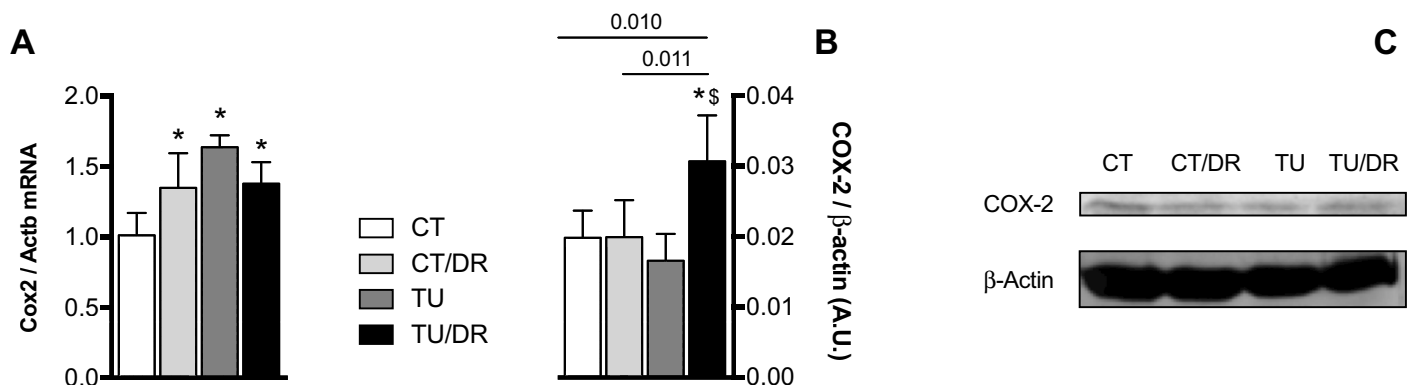 A
Cox2 / Actb mRNA
2.0
1.5
1.0
0.5
0.0
*
*
*
CT
CT/DR
TU
TU/DR
0.010
0.011
*$
0.04
0.03
0.02
0.01
0.00
COX-2 / β-actin (A.U.)
B
C
CT CT/DR TU TU/DR
COX-2
β-Actin